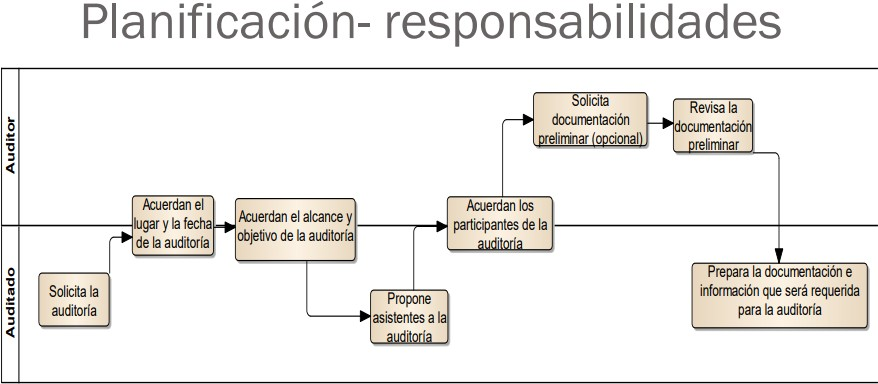 Planificación- responsabilidades
Auditor
Auditado
Solicita la
auditoría
Acuerdan el
lugar y la fecha
de la auditoría
Acuerdan el alcance y
objetivo de la auditoría
Propone
asistentes a la
auditoría
Acuerdan los
participantes de la
auditoría
Solicita
documentación
preliminar (opcional)
Revisa la
documentación
preliminar
Prepara la documentación e
información que será requerida
para la auditoría